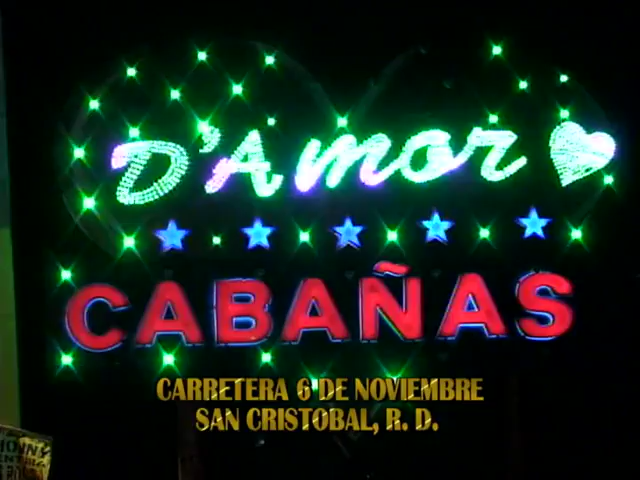 D'Amor
CABAÑAS
CARRETERA 6 DE NOVIEMBRE
SAN CRISTOBAL, R. D.